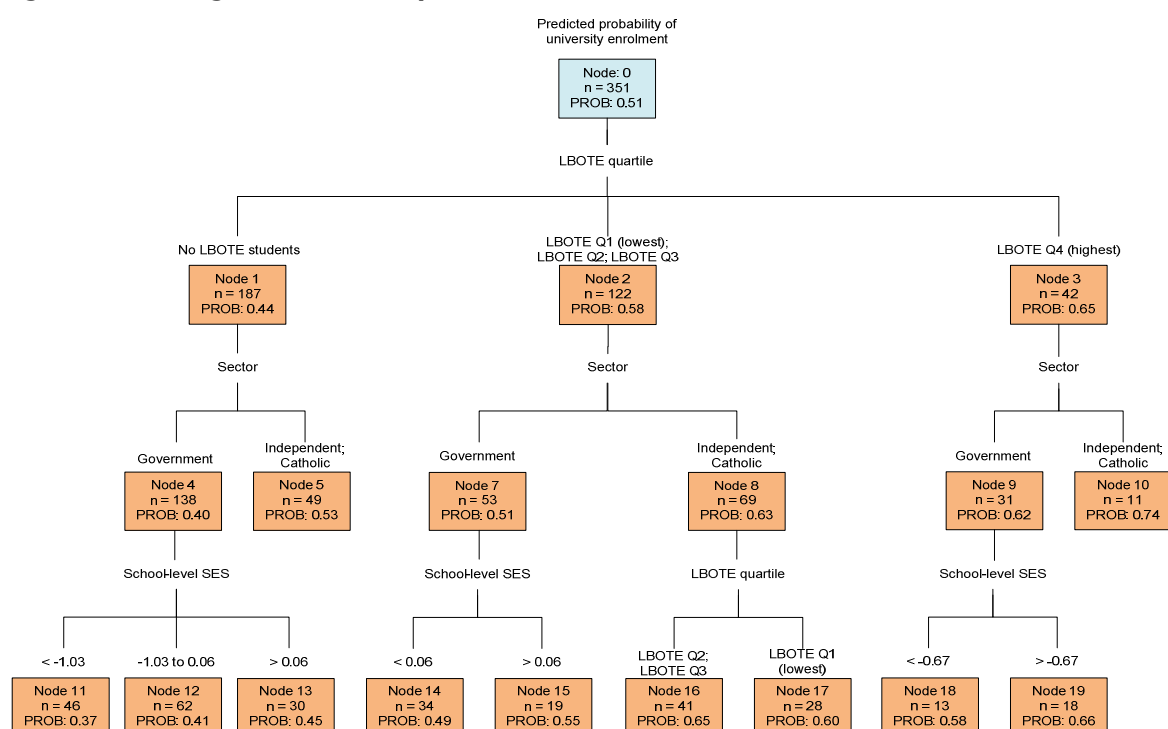 Predicted probability of
university enrolment
Node: 0
n = 351
PROB: 0.51
LBOTE quartile
No LBOTE students
LBOTE Q1 (lowest);
LBOTE Q2; LBOTE Q3
LBOTE Q4 (highest)
Node 1
n = 187
PROB: 0.44
Node 2
n = 122
PROB: 0.58
Node 3
n = 42
PROB: 0.65
Sector
Sector
Sector
Government
Independent;
Catholic
Government
Independent;
Catholic
Government
Independent;
Catholic
Node 4
n = 138
PROB: 0.40
Node 5
n = 49
PROB: 0.53
Node 7
n = 53
PROB: 0.51
Node 8
n = 69
PROB: 0.63
Node 9
n = 31
PROB: 0.62
Node 10
n = 11
PROB: 0.74
School-level SES
School-level SES
LBOTE quartile
School-level SES
< -1.03
-1.03 to 0.06
> 0.06
< 0.06
> 0.06
LBOTE Q2;
LBOTE Q3
LBOTE Q1
(lowest)
< -0.67
> -0.67
Node 11
n = 46
PROB: 0.37
Node 12
n = 62
PROB: 0.41
Node 13
n = 30
PROB: 0.45
Node 14
n = 34
PROB: 0.49
Node 15
n = 19
PROB: 0.55
Node 16
n = 41
PROB: 0.65
Node 17
n = 28
PROB: 0.60
Node 18
n = 13
PROB: 0.58
Node 19
n = 18
PROB: 0.66